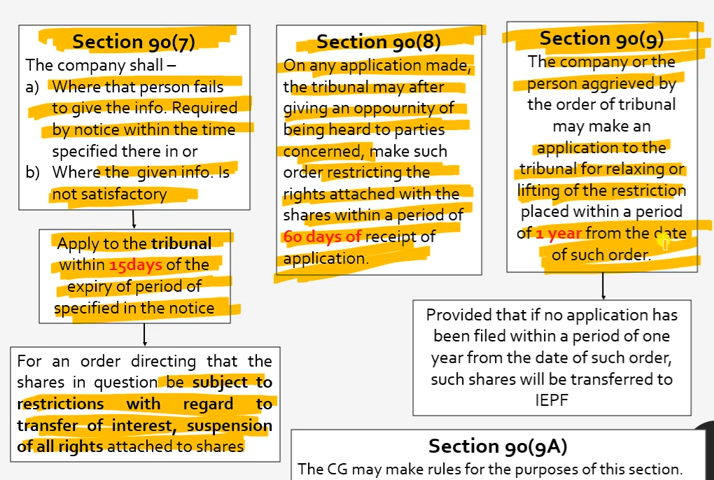 Section 90(7)
The company shall –
a) Where that person fails
to give the info. Required
by notice within the time
specified there in or
b) Where the given info. Is
not satisfactory
Apply to the tribunal
within 15days of the
expiry of period of
specified in the notice
For an order directing that the
shares in question be subject to
restrictions with regard to
transfer of interest, suspension
of all rights attached to shares
Section 90(8)
On any application made,
the tribunal may after
giving an oppournity of
being heard to parties
concerned, make such
order restricting the
rights attached with the
shares within a period of
60 days of receipt of
application.
Section 90(9)
The company or the
person aggrieved by
the order of tribunal
may make an
application to the
tribunal for relaxing or
lifting of the restriction
placed within a period
of 1 year from the date
of such order.
Provided that if no application has
been filed within a period of one
year from the date of such order,
such shares will be transferred to
IEPF
Section 90(9A)
The CG may make rules for the purposes of this section.